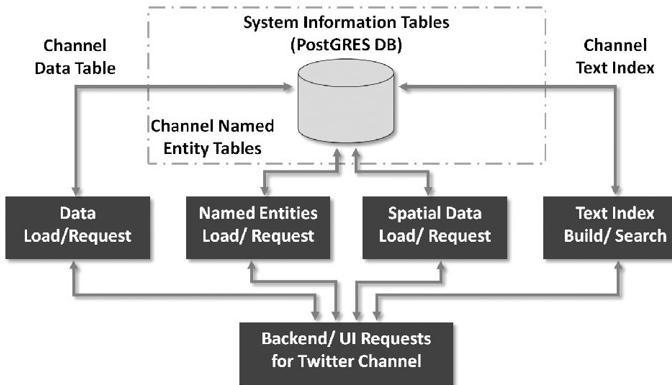 System Information Tables
(PostGRES DB)
Channel
Data Table
Channel
Text Index
Channel Named
Entity Tables
Data
Load/Request
Named Entities
Load/ Request
Spatial Data
Load/ Request
Text Index
Build/ Search
Backend/ UI Requests
for Twitter Channel